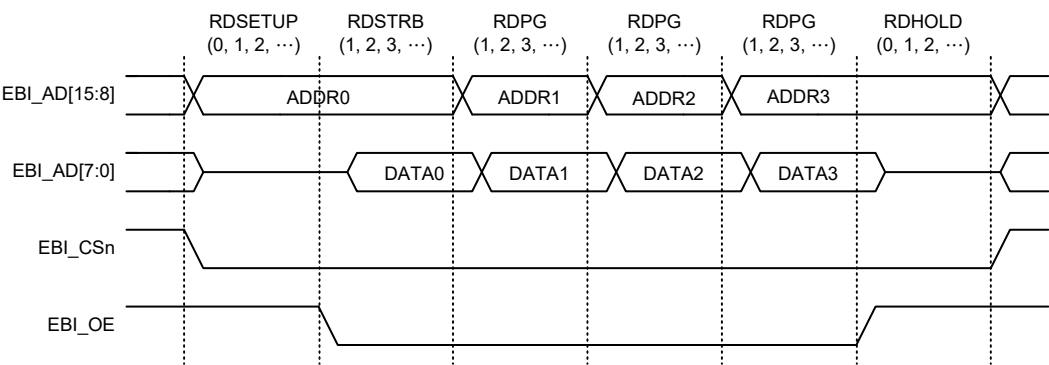 RDSETUP RDSTRB RDPG RDPG RDPG RDHOLD
(0, 1, 2, ⋯) (1, 2, 3, ⋯) (1, 2, 3, ⋯) (1, 2, 3, ⋯) (1, 2, 3, ⋯) (0, 1, 2, ⋯)
EBI_AD[15:8] ADDR0 ADDR1 ADDR2 ADDR3
EBI_AD[7:0] DATA0 DATA1 DATA2 DATA3
EBI_CSn
EBI_OE